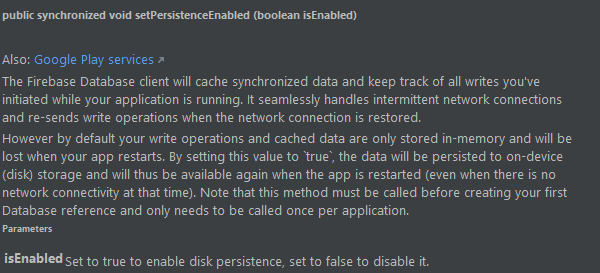 public synchronized void setPersistenceEnabled (boolean isEnabled)
Also: Google Play services
The Firebase Database client will cache synchronized data and keep track of all writes you've
initiated while your application is running. It seamlessly handles intermittent network connections
and re-sends write operations when the network connection is restored.
However by default your write operations and cached data are only stored in-memory and will be
lost when your app restarts. By setting this value to `true`, the data will be persisted to on-device
(disk) storage and will thus be available again when the app is restarted (even when there is no
network connectivity at that time). Note that this method must be called before creating your first
Database reference and only needs to be called once per application.
Parameters
isEnabled Set to true to enable disk persistence, set to false to disable it.